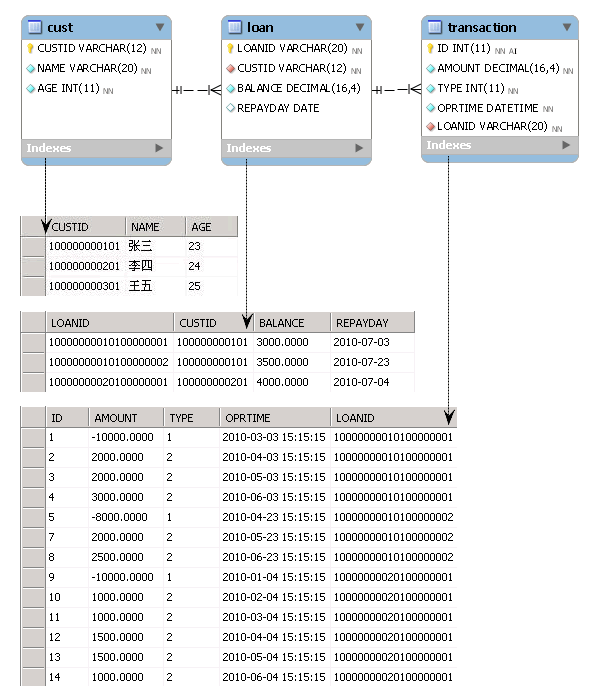 cust loan transaction
CUSTID VARCHAR(12) NN LOANID VARCHAR(20) NN ID INT(11) NN AI
NAME VARCHAR(20) NN CUSTID VARCHAR(12) NN AMOUNT DECIMAL(16,4) NN
AGE INT(11) NN BALANCE DECIMAL(16,4) TYPE INT(11) NN
REPAYDAY DATE OPRTIME DATETIME NN
LOANID VARCHAR(20) NN
Indexes Indexes Indexes
CUSTID NAME AGE
100000000101 张三 23
100000000201 李四 24
100000000301 王五 25
LOANID CUSTID BALANCE REPAYDAY
10000000010100000001 100000000101 3000.0000 2010-07-03
10000000010100000002 100000000101 3500.0000 2010-07-23
10000000020100000001 100000000201 4000.0000 2010-07-04
ID AMOUNT TYPE OPRTIME LOANID
1 -10000.0000 1 2010-03-03 15:15:15 10000000010100000001
2 2000.0000 2 2010-04-03 15:15:15 10000000010100000001
3 2000.0000 2 2010-05-03 15:15:15 10000000010100000001
4 3000.0000 2 2010-06-03 15:15:15 10000000010100000001
5 -8000.0000 1 2010-04-23 15:15:15 10000000010100000002
7 2000.0000 2 2010-05-23 15:15:15 10000000010100000002
8 2500.0000 2 2010-06-23 15:15:15 10000000010100000002
9 -10000.0000 1 2010-01-04 15:15:15 10000000020100000001
10 1000.0000 2 2010-02-04 15:15:15 10000000020100000001
11 1000.0000 2 2010-03-04 15:15:15 10000000020100000001
12 1500.0000 2 2010-04-04 15:15:15 10000000020100000001
13 1500.0000 2 2010-05-04 15:15:15 10000000020100000001
14 1000.0000 2 2010-06-04 15:15:15 10000000020100000001